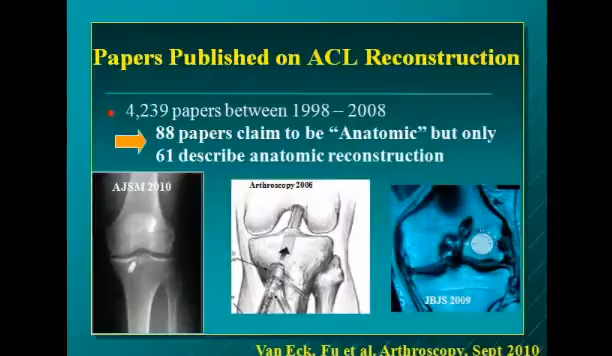 Papers Published on ACL Reconstruction
4,239 papers between 1998 – 2008
88 papers claim to be “Anatomic” but only
61 describe anatomic reconstruction
AJSM 2010
Arthroscopy 2006
JBJS 2009
Van Eck, Fu et al. Arthroscopy, Sept 2010